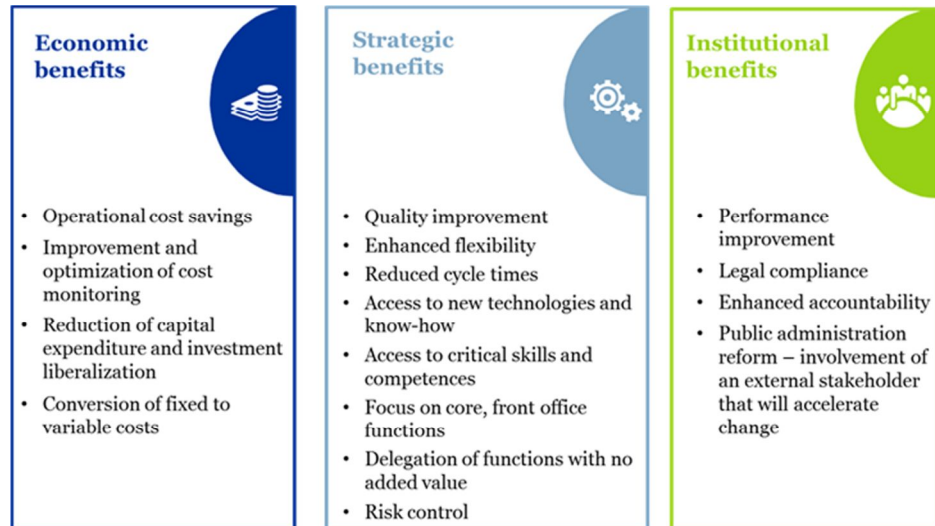 Economic
benefits
• Operational cost savings
• Improvement and
optimization of cost
monitoring
• Reduction of capital
expenditure and investment
liberalization
• Conversion of fixed to
variable costs
Strategic
benefits
• Quality improvement
• Enhanced flexibility
• Reduced cycle times
• Access to new technologies and
know-how
• Access to critical skills and
competences
• Focus on core, front office
functions
• Delegation of functions with no
added value
• Risk control
Institutional
benefits
• Performance
improvement
• Legal compliance
• Enhanced accountability
• Public administration
reform – involvement of
an external stakeholder
that will accelerate
change